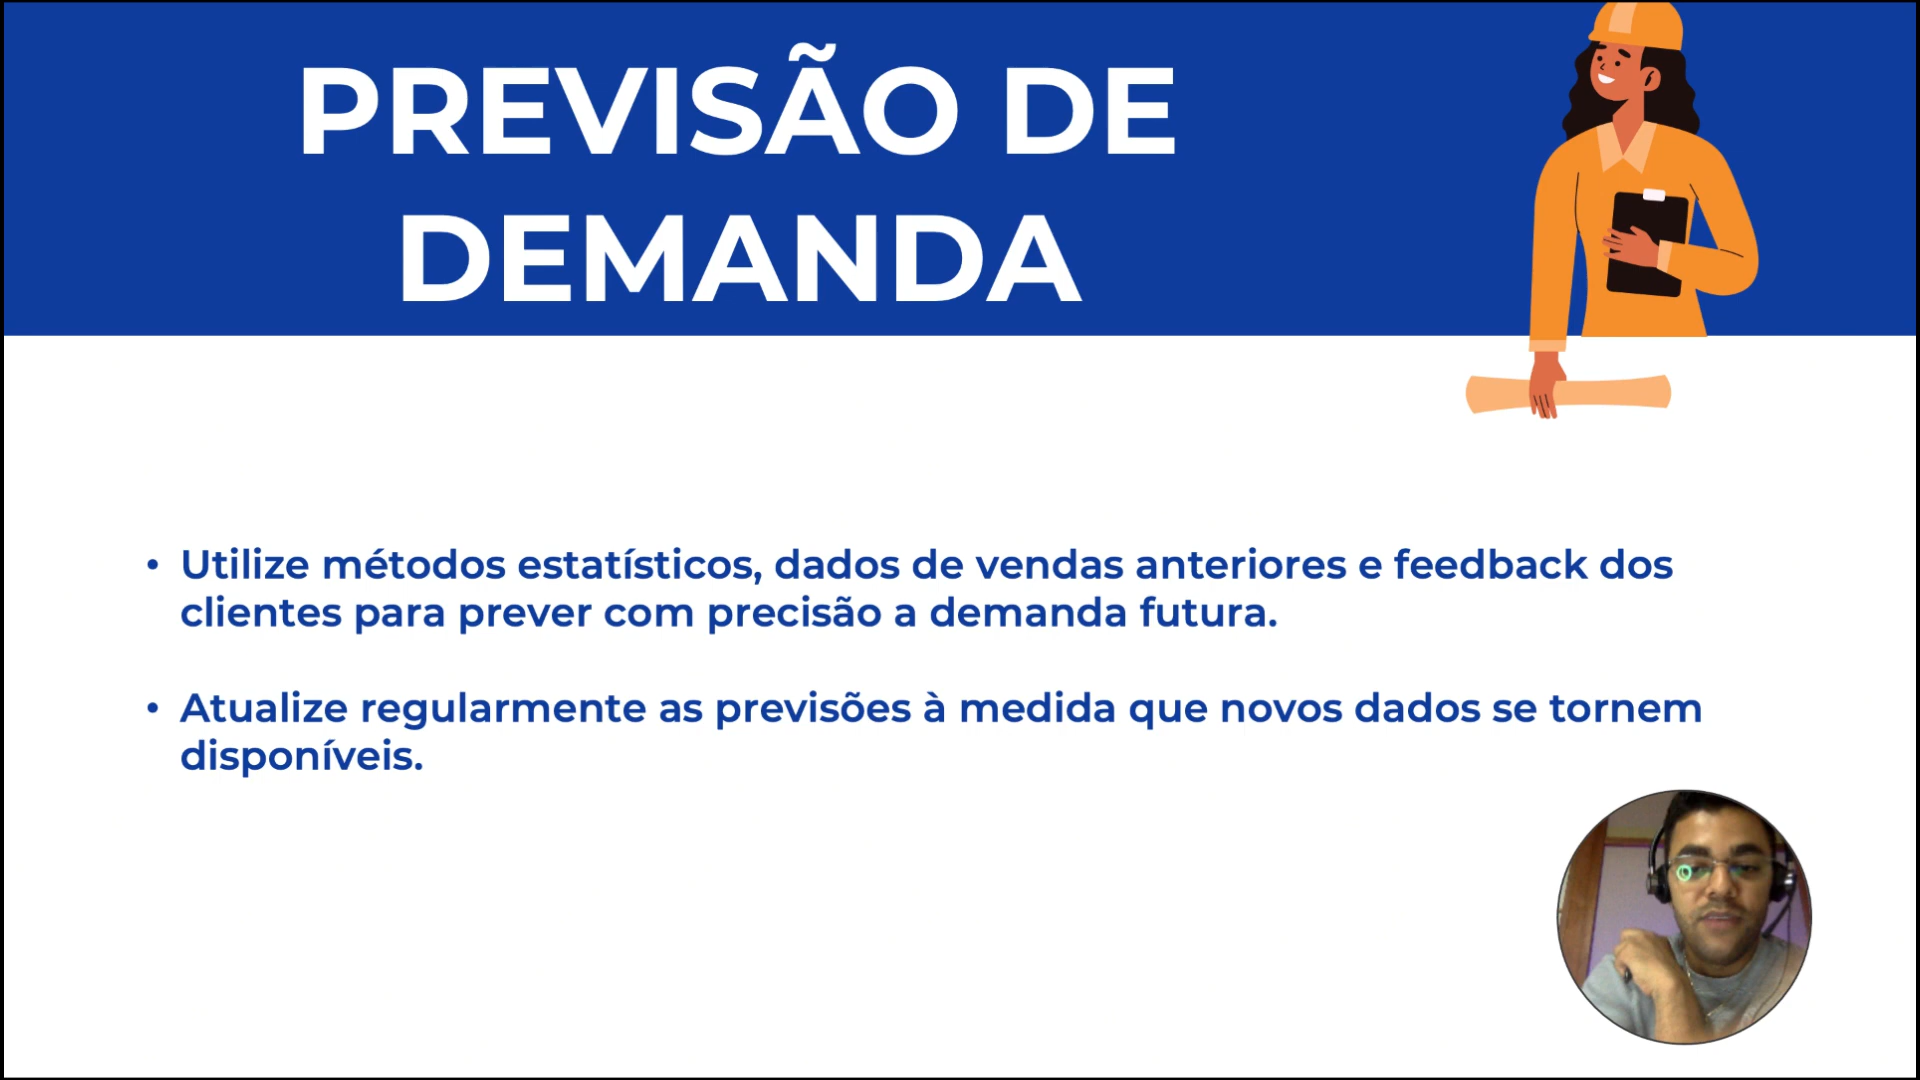 PREVISÃO DE
DEMANDA
• Utilize métodos estatísticos, dados de vendas anteriores e feedback dos
clientes para prever com precisão a demanda futura.
• Atualize regularmente as previsões à medida que novos dados se tornem
disponíveis.